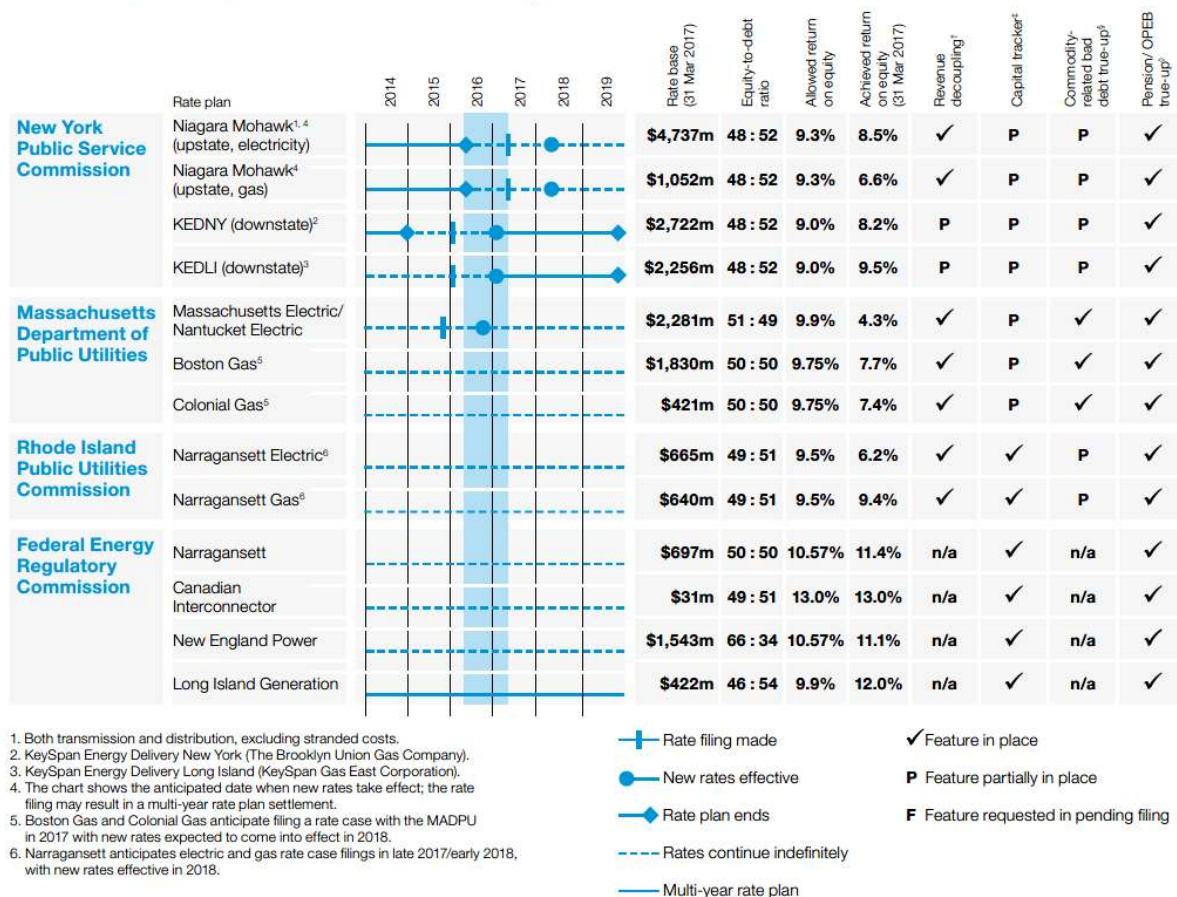 2014
2015
2016
2017
2018
2019
Rate base
(31 Mar 2017)
Equity-to-debt
ratio
Allowed return
on equity
Achieved return
on equity
(31 Mar 2017)
Revenue
decoupling†
Capital tracker‡
Commodity-
related bad
debt true-up§
Pension/ OPEB
true-up◊
Rate plan
New York
Public Service
Commission
Niagara Mohawk1, 4
(upstate, electricity)
$4,737m 48 : 52 9.3% 8.5% ✓ P P ✓
Niagara Mohawk4
(upstate, gas)
$1,052m 48 : 52 9.3% 6.6% ✓ P P ✓
KEDNY (downstate)2
$2,722m 48 : 52 9.0% 8.2% P P P ✓
KEDLI (downstate)3
$2,256m 48 : 52 9.0% 9.5% P P P ✓
Massachusetts
Department of
Public Utilities
Massachusetts Electric/
Nantucket Electric
$2,281m 51 : 49 9.9% 4.3% ✓ P ✓ ✓
Boston Gas5
$1,830m 50 : 50 9.75% 7.7% ✓ P ✓ ✓
Colonial Gas5
$421m 50 : 50 9.75% 7.4% ✓ P ✓ ✓
Rhode Island
Public Utilities
Commission
Narragansett Electric6
$665m 49 : 51 9.5% 6.2% ✓ ✓ P ✓
Narragansett Gas6
$640m 49 : 51 9.5% 9.4% ✓ ✓ P ✓
Federal Energy
Regulatory
Commission
Narragansett
$697m 50 : 50 10.57% 11.4% n/a ✓ n/a ✓
Canadian
Interconnector
$31m 49 : 51 13.0% 13.0% n/a ✓ n/a ✓
New England Power
$1,543m 66 : 34 10.57% 11.1% n/a ✓ n/a ✓
Long Island Generation
$422m 46 : 54 9.9% 12.0% n/a ✓ n/a ✓
1. Both transmission and distribution, excluding stranded costs.
2. KeySpan Energy Delivery New York (The Brooklyn Union Gas Company).
3. KeySpan Energy Delivery Long Island (KeySpan Gas East Corporation).
4. The chart shows the anticipated date when new rates take effect; the rate
filing may result in a multi-year rate plan settlement.
5. Boston Gas and Colonial Gas anticipate filing a rate case with the MADPU
in 2017 with new rates expected to come into effect in 2018.
6. Narragansett anticipates electric and gas rate case filings in late 2017/early 2018,
with new rates effective in 2018.
Rate filing made
New rates effective
Rate plan ends
Rates continue indefinitely
Multi-year rate plan
✓ Feature in place
P Feature partially in place
F Feature requested in pending filing